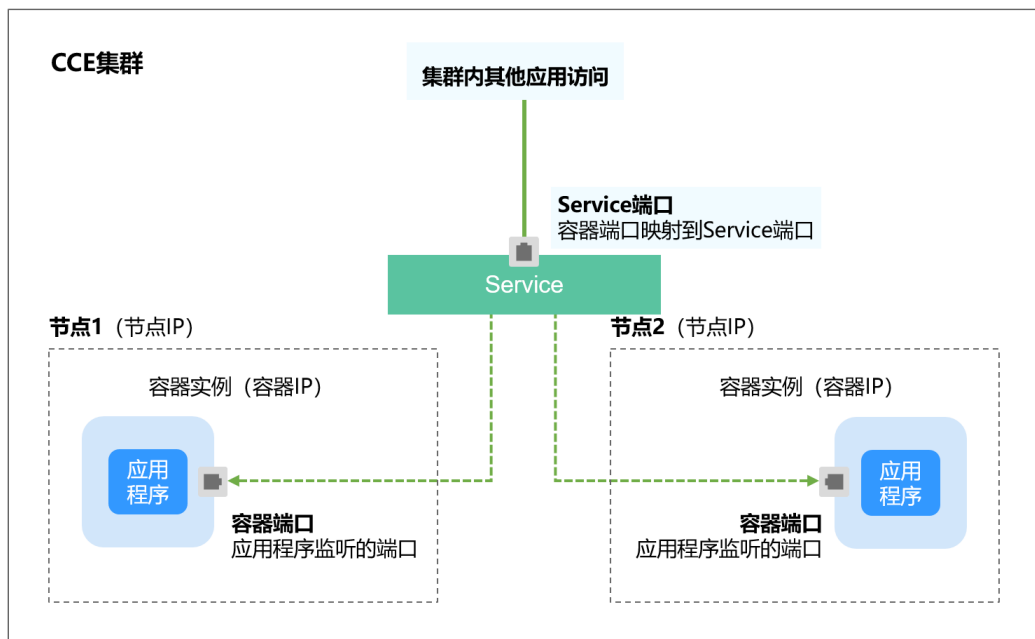 CCE集群
集群内其他应用访问
Service端口
容器端口映射到Service端口
Service
节点1（节点IP）
节点2（节点IP）
容器实例（容器IP）
容器实例（容器IP）
应用
程序
应用
程序
容器端口
应用程序监听的端口
容器端口
应用程序监听的端口